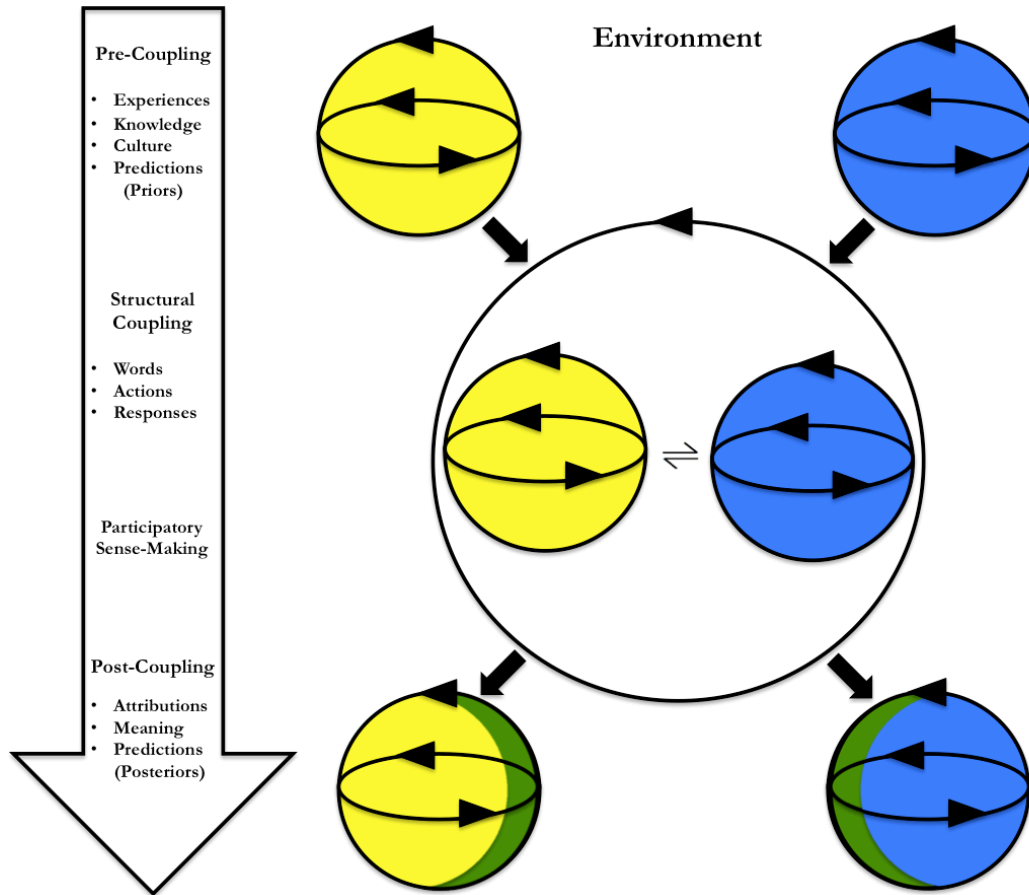 Environment
Pre-Coupling
• Experiences
• Knowledge
• Culture
• Predictions
(Priors)
Structural
Coupling
• Words
• Actions
• Responses
Participatory
Sense-Making
Post-Coupling
• Attributions
• Meaning
• Predictions
(Posteriors)